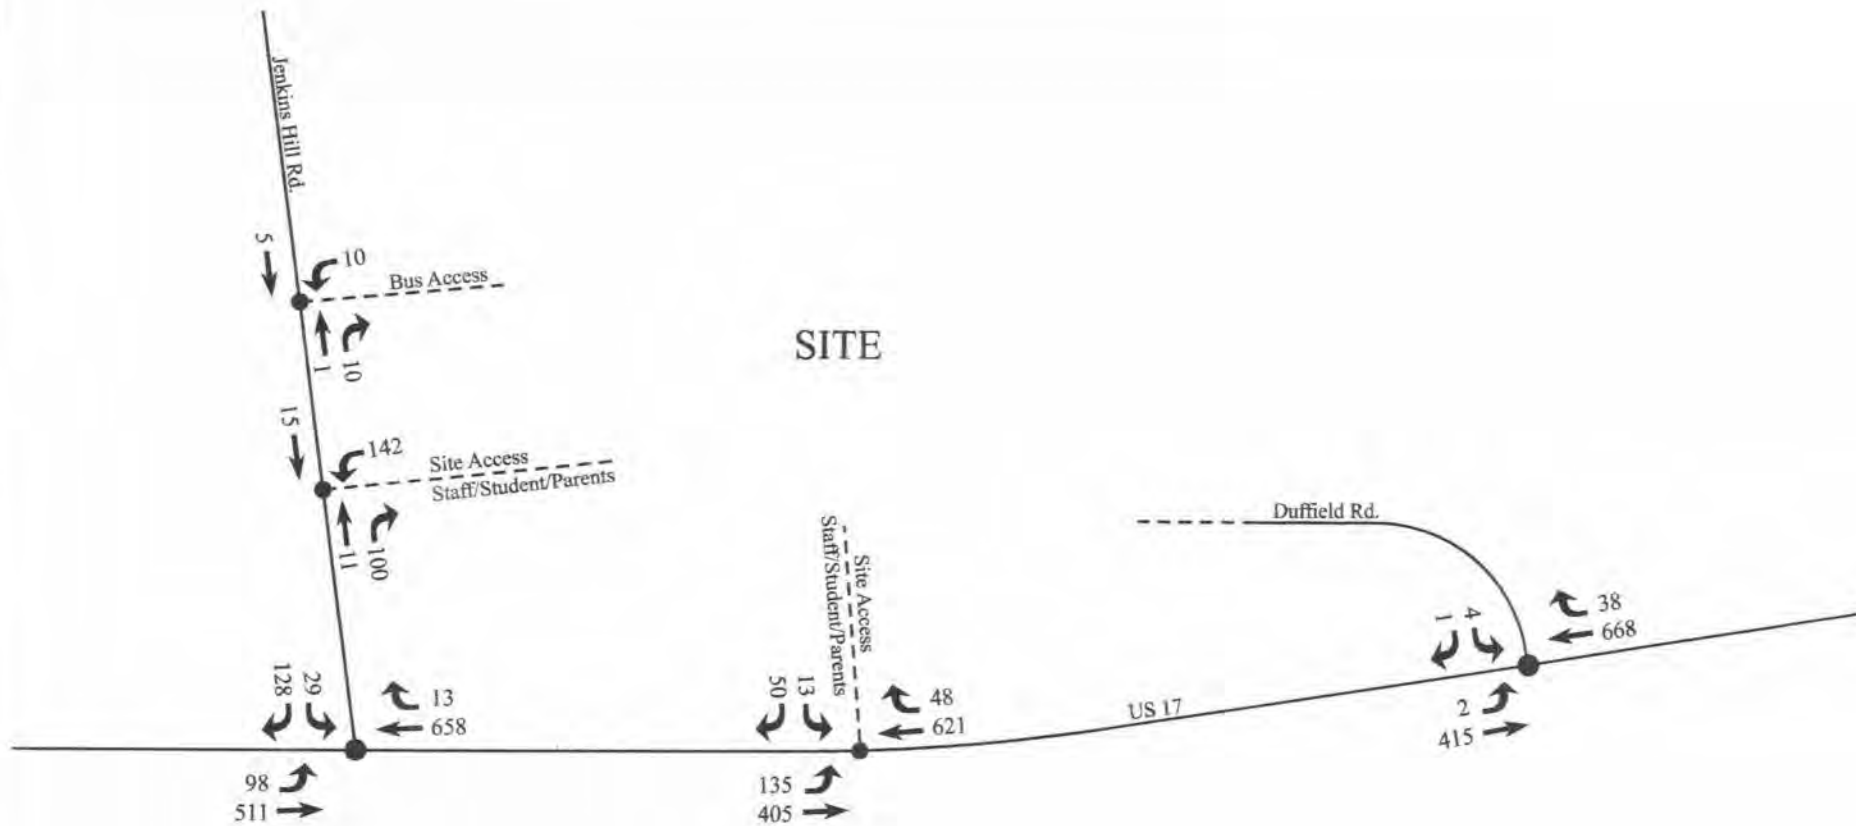 Jenkins Hill Rd.
5
10
Bus Access
1
10
SITE
15
142
Site Access
Staff/Student/Parents
11
100
Site Access
Staff/Student/Parents
Duffield Rd.
1
4
38
668
128
29
13
658
50
13
48
621
US 17
2
415
98
511
135
405